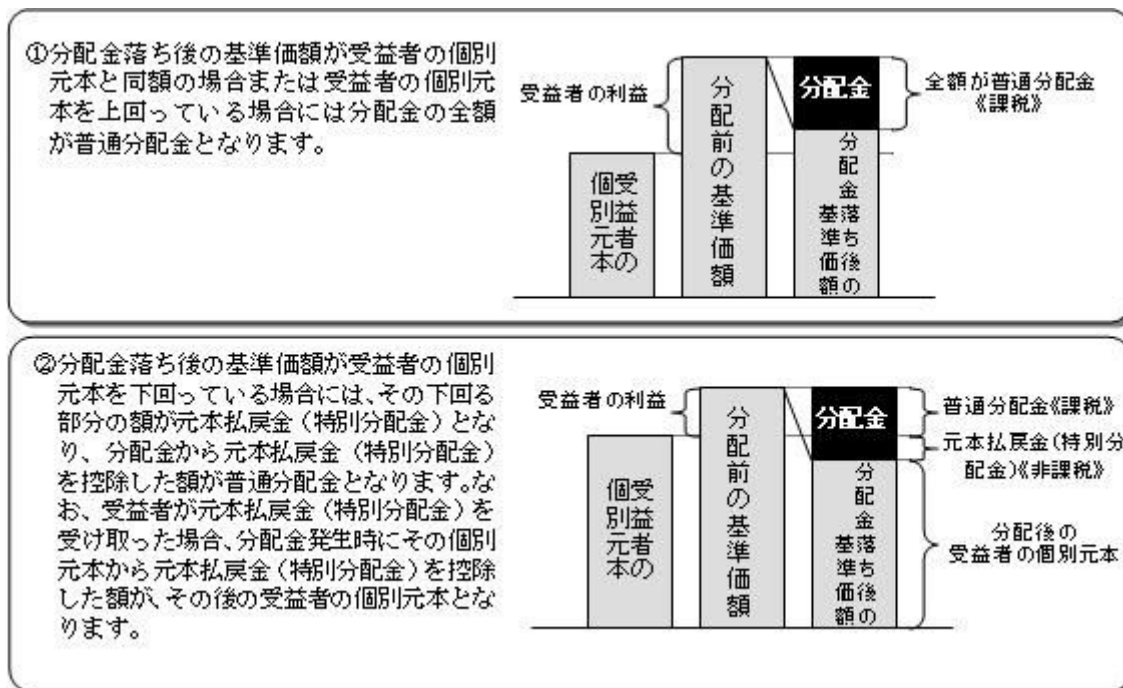 ①分配金落ち後の基準価額が受益者の個別
元本と同額の場合または受益者の個別元
本を上回っている場合には分配金の全額
が普通分配金となります。
受益者の利益
受益者の
個別元本
分配前の基準価額
分配金
分配金落ち後の
基準価額
全額が普通分配金
《課税》
②分配金落ち後の基準価額が受益者の個別
元本を下回っている場合には、その下回る
部分の額が元本払戻金(特別分配金)とな
り、分配金から元本払戻金(特別分配金)
を控除した額が普通分配金となります。な
お、受益者が元本払戻金(特別分配金)を
受け取った場合、分配金発生時にその個別
元本から元本払戻金(特別分配金)を控除
した額が、その後の受益者の個別元本とな
ります。
受益者の利益
受益者の
個別元本
分配前の基準価額
分配金
分配金落ち後の
基準価額
普通分配金《課税》
元本払戻金(特別分
配金)《非課税》
分配後の
受益者の個別元本